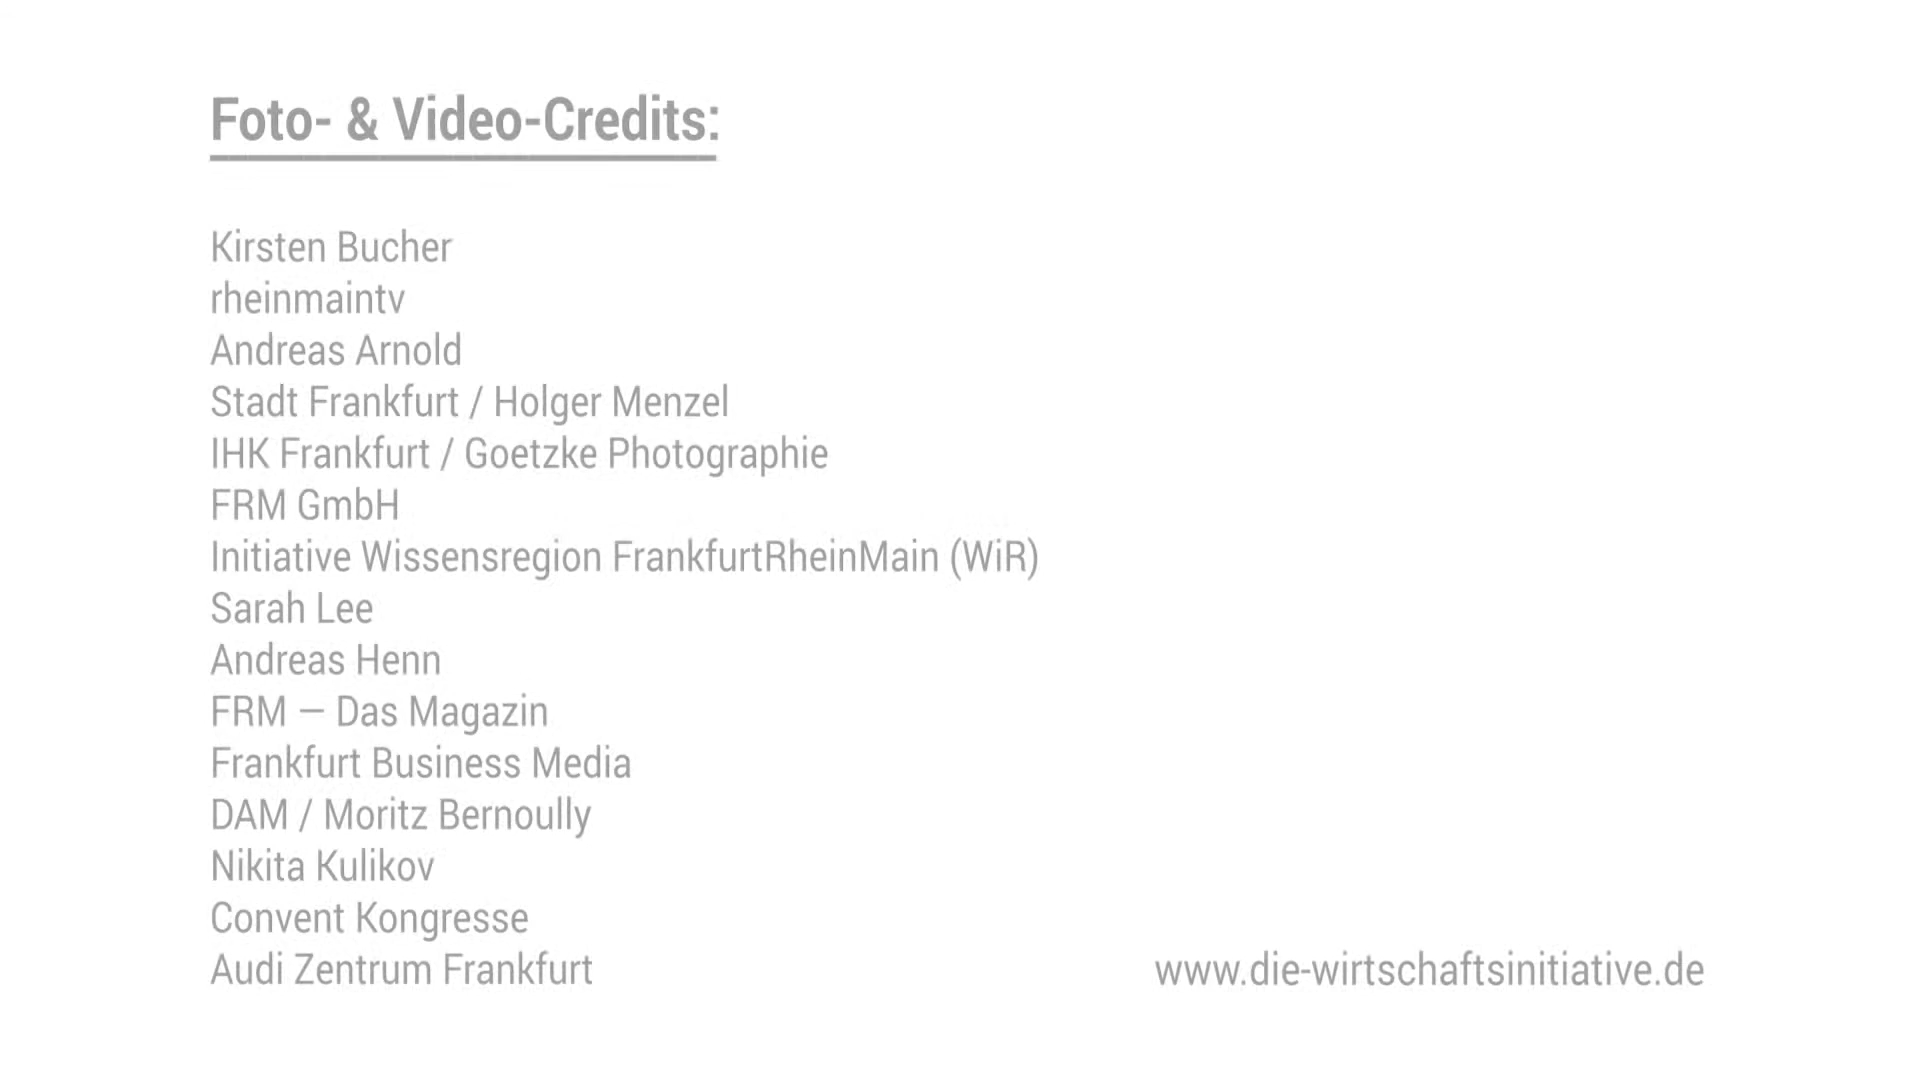 Foto- & Video-Credits:
Kirsten Bucher
rheinmaintv
Andreas Arnold
Stadt Frankfurt / Holger Menzel
IHK Frankfurt / Goetzke Photographie
FRM GmbH
Initiative Wissensregion FrankfurtRheinMain (WiR)
Sarah Lee
Andreas Henn
FRM — Das Magazin
Frankfurt Business Media
DAM / Moritz Bernoully
Nikita Kulikov
Convent Kongresse
Audi Zentrum Frankfurt
www.die-wirtschaftsinitiative.de